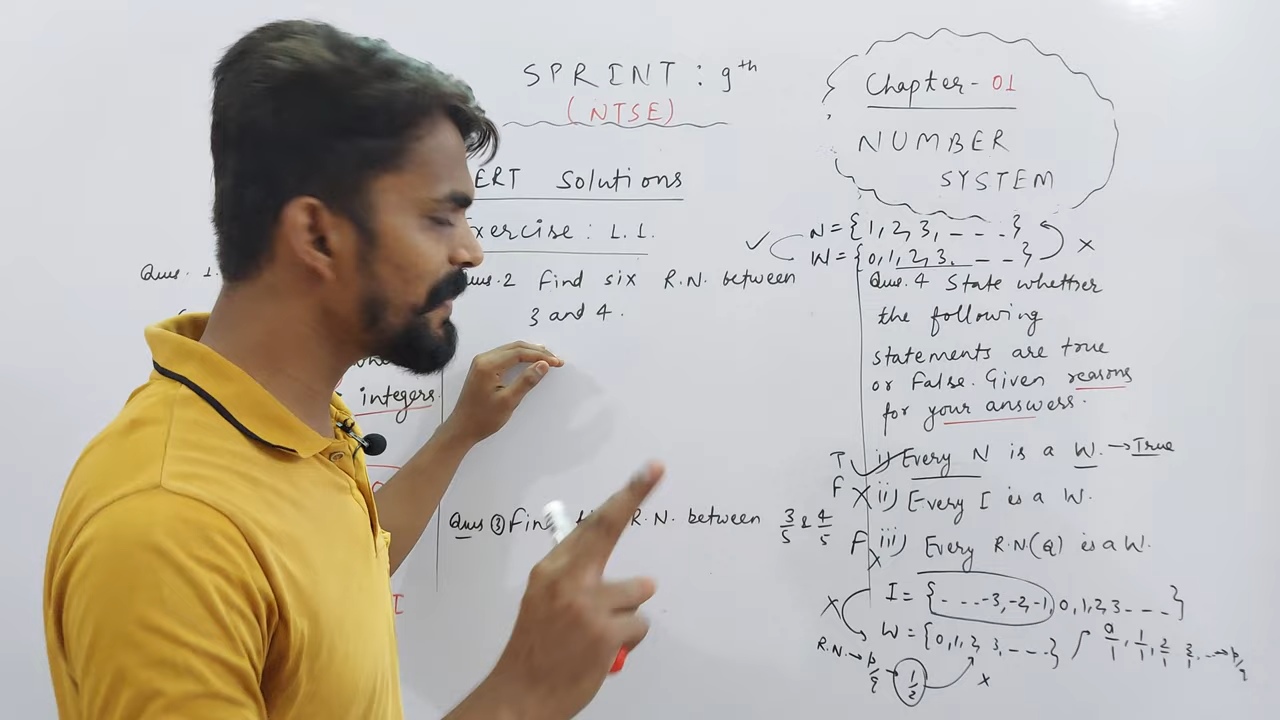 SPRINT : 9th
(NTSE)
ERT Solutions
Exercise : 1.1.
Ques. 1.
integers.
I
Ques. 2 Find six R.N. between
3 and 4.
Ques ③ Find R.N. between 3/5 & 4/5
Chapter - 01
NUMBER
SYSTEM
✓ N = {1, 2, 3, - - - -} ×
W = {0, 1, 2, 3. - - -}
Ques. 4 State whether
the following
statements are true
or False. Given reasons
for your answers.
T ✓ i) Every N is a W. → True
F × ii) Every I is a W.
F × iii) Every R.N(Q) is a W.
× I = {- - - -3, -2, -1, 0, 1, 2, 3 - - - -}
W = {0, 1, 2, 3, - - - -} 0/1, 1/1, 2/1, 3/1, - - → p/q
R.N. → p/q 1/2 ×